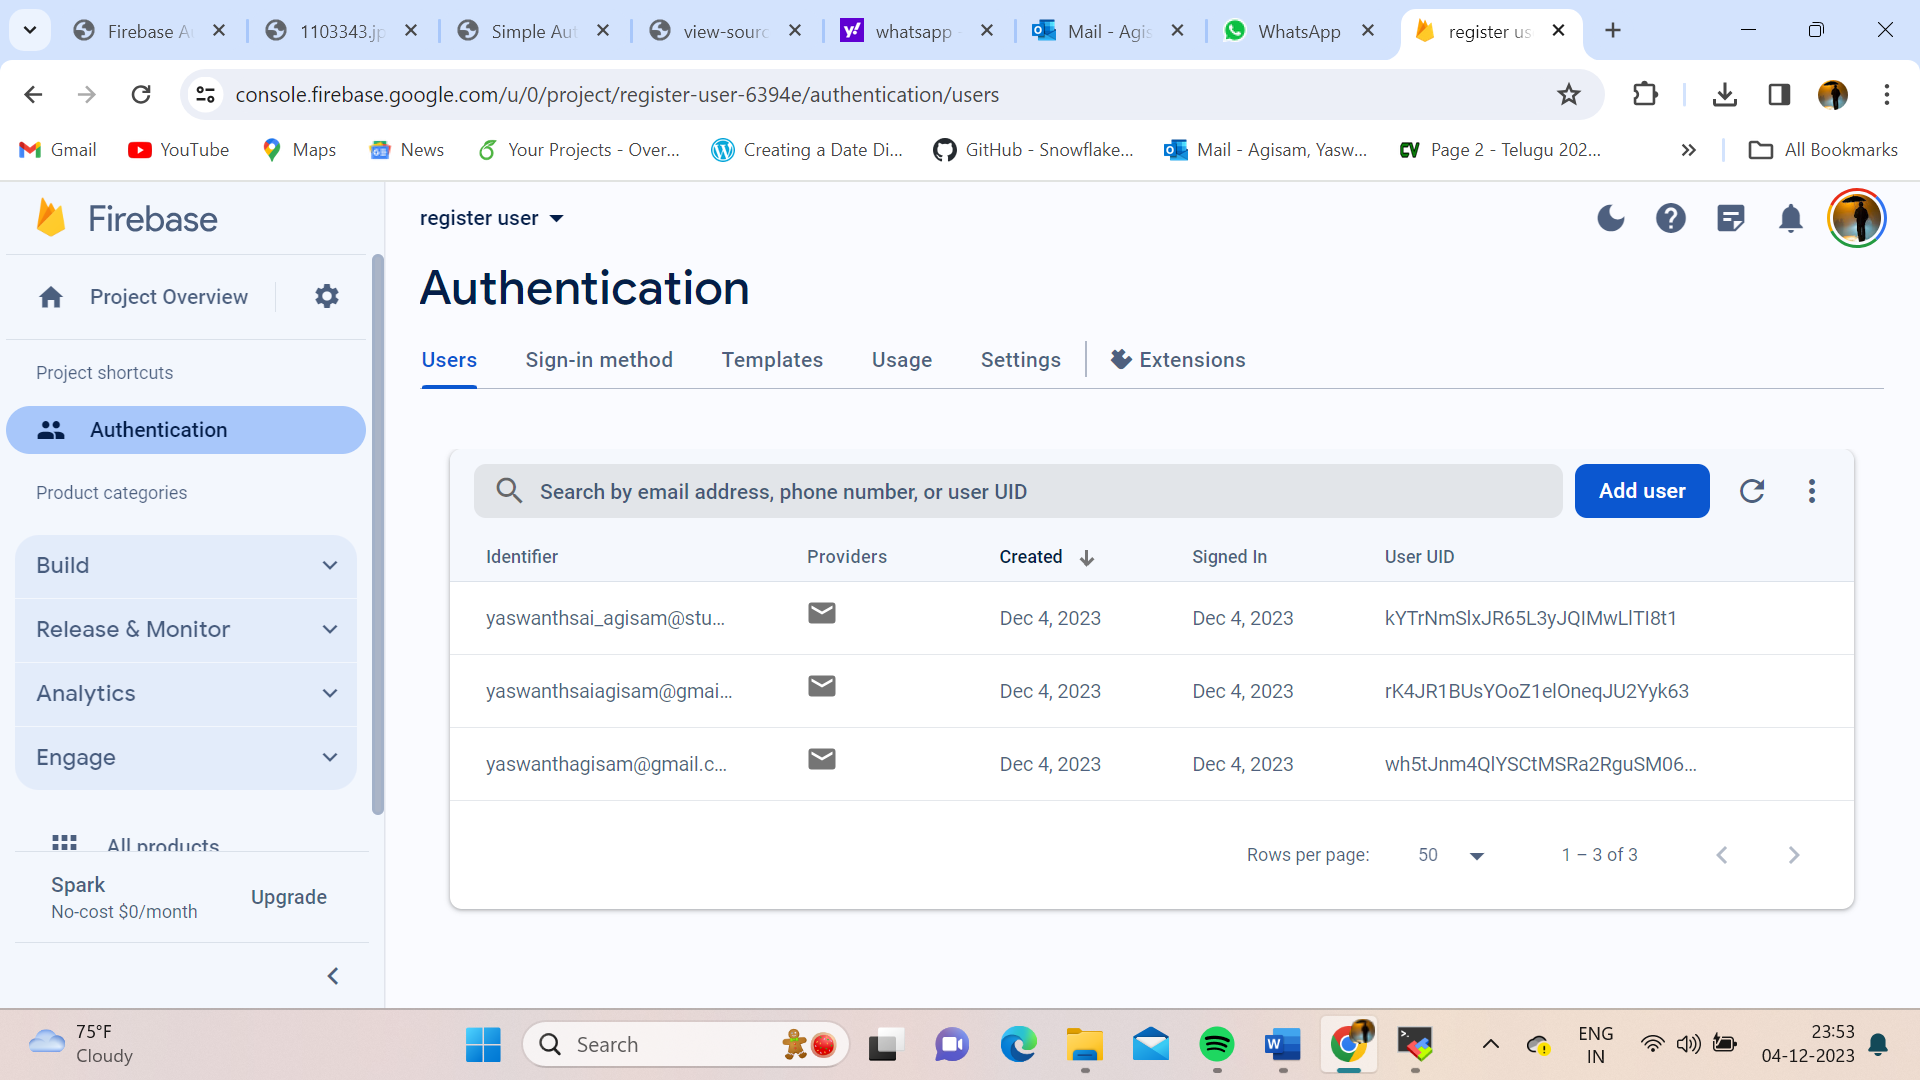 Firebase Au
1103343.jp
Simple Aut
view-sourc
whatsapp -
Mail - Agis
WhatsApp
register us
console.firebase.google.com/u/0/project/register-user-6394e/authentication/users
Gmail
YouTube
Maps
News
Your Projects - Over...
Creating a Date Di...
GitHub - Snowflake...
Mail - Agisam, Yasw...
CV
Page 2 - Telugu 202...
All Bookmarks
Firebase
register user
Project Overview
Authentication
Users
Sign-in method
Templates
Usage
Settings
Extensions
Project shortcuts
Authentication
Product categories
Build
Release & Monitor
Analytics
Engage
All products
Spark
No-cost $0/month
Upgrade
Search by email address, phone number, or user UID
Add user
Identifier
Providers
Created
Signed In
User UID
yaswanthsai_agisam@stu...
Dec 4, 2023
Dec 4, 2023
kYTrNmSlxJR65L3yJQIMwLlTI8t1
yaswanthsaiagisam@gmai...
Dec 4, 2023
Dec 4, 2023
rK4JR1BUsYOoZ1elOneqJU2Yyk63
yaswanthagisam@gmail.c...
Dec 4, 2023
Dec 4, 2023
wh5tJnm4QlYSCtMSRa2RguSM06...
Rows per page:
50
1 – 3 of 3
75°F
Cloudy
Search
ENG
IN
23:53
04-12-2023